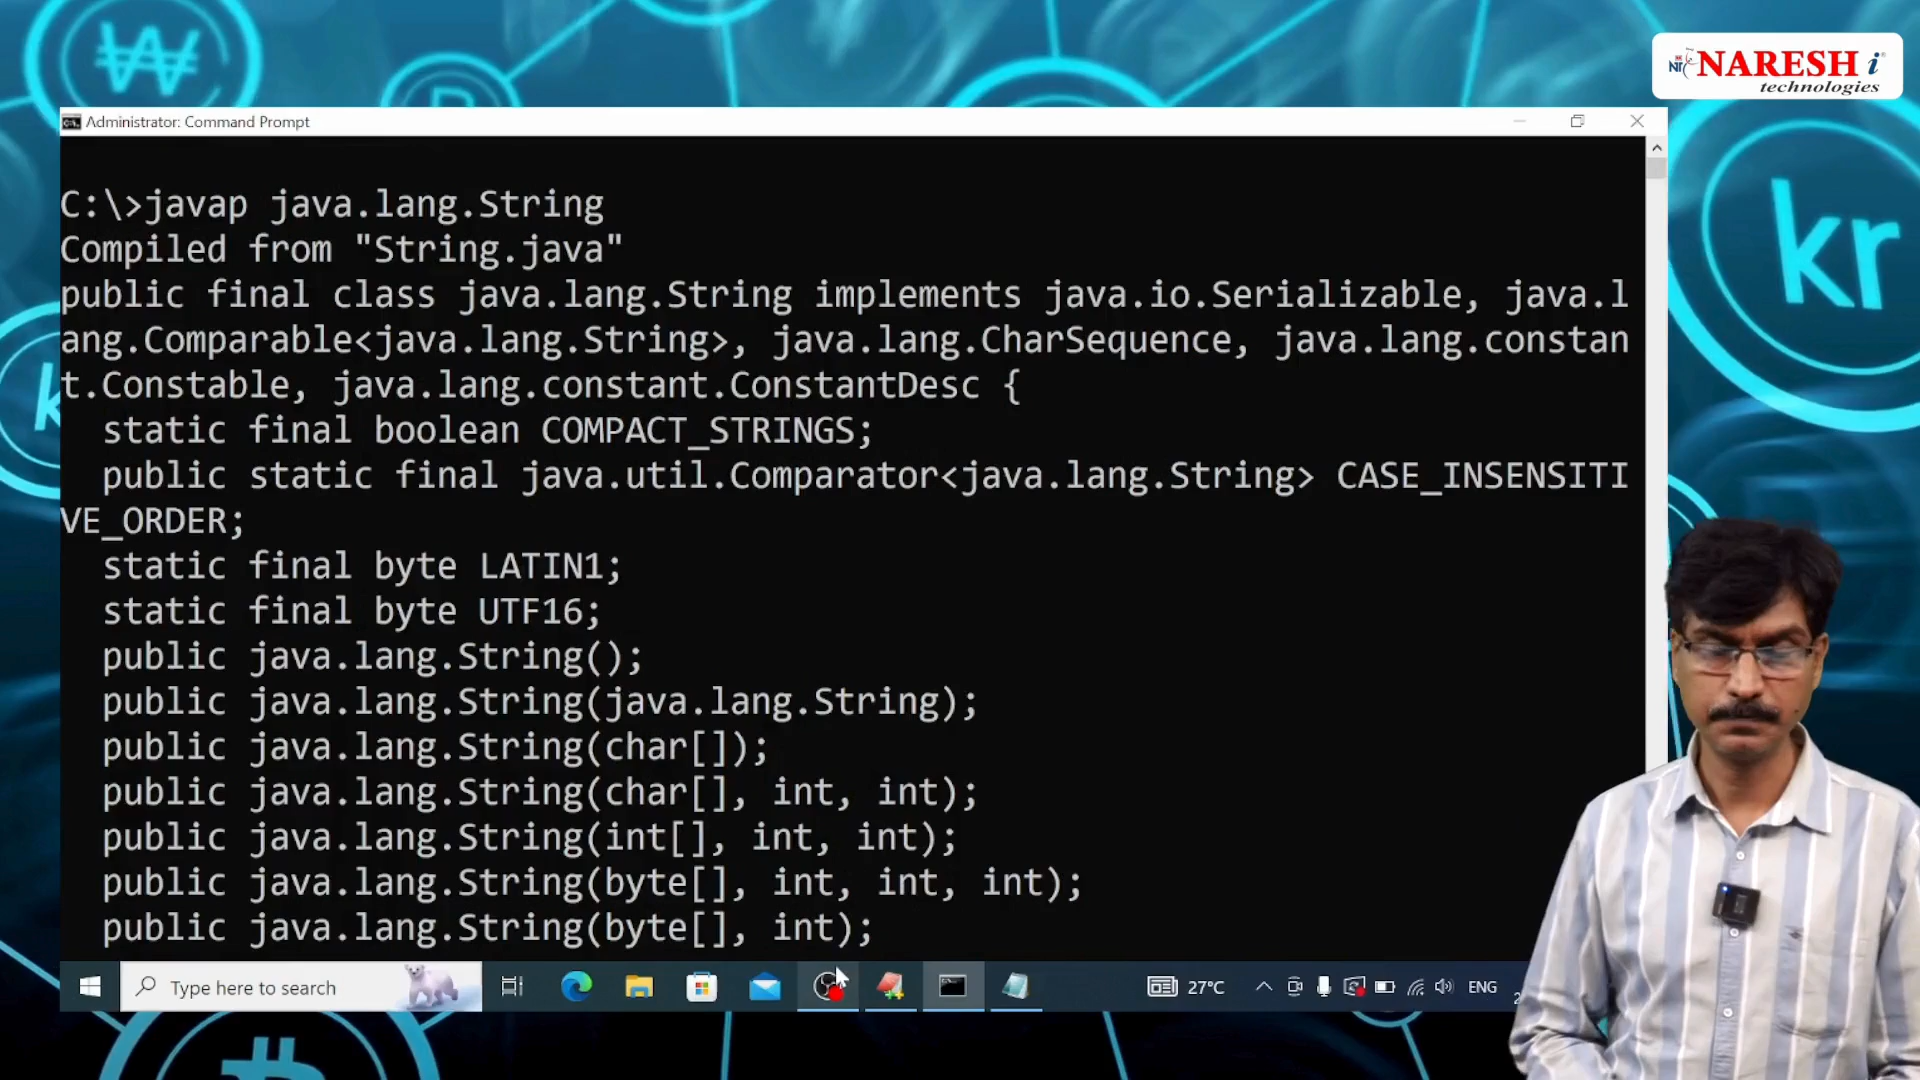 NARESH i
technologies
Administrator: Command Prompt
C:\>javap java.lang.String
Compiled from "String.java"
public final class java.lang.String implements java.io.Serializable, java.l
ang.Comparable<java.lang.String>, java.lang.CharSequence, java.lang.constan
t.Constable, java.lang.constant.ConstantDesc {
  static final boolean COMPACT_STRINGS;
  public static final java.util.Comparator<java.lang.String> CASE_INSENSITI
VE_ORDER;
  static final byte LATIN1;
  static final byte UTF16;
  public java.lang.String();
  public java.lang.String(java.lang.String);
  public java.lang.String(char[]);
  public java.lang.String(char[], int, int);
  public java.lang.String(int[], int, int);
  public java.lang.String(byte[], int, int, int);
  public java.lang.String(byte[], int);
Type here to search
27°C
ENG
kr